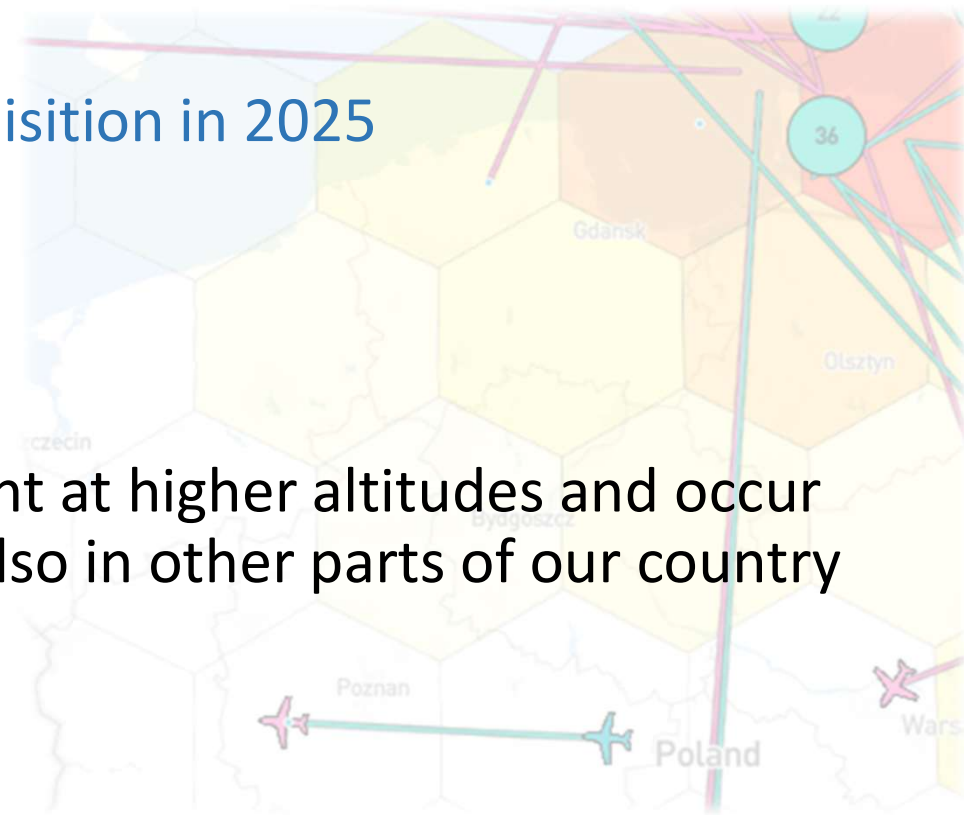 22
isition in 2025
36
Gdansk
Olsztyn
czecin
nt at higher altitudes and occur
Bydgoszcz
lso in other parts of our country
Poznan
Wars
Poland